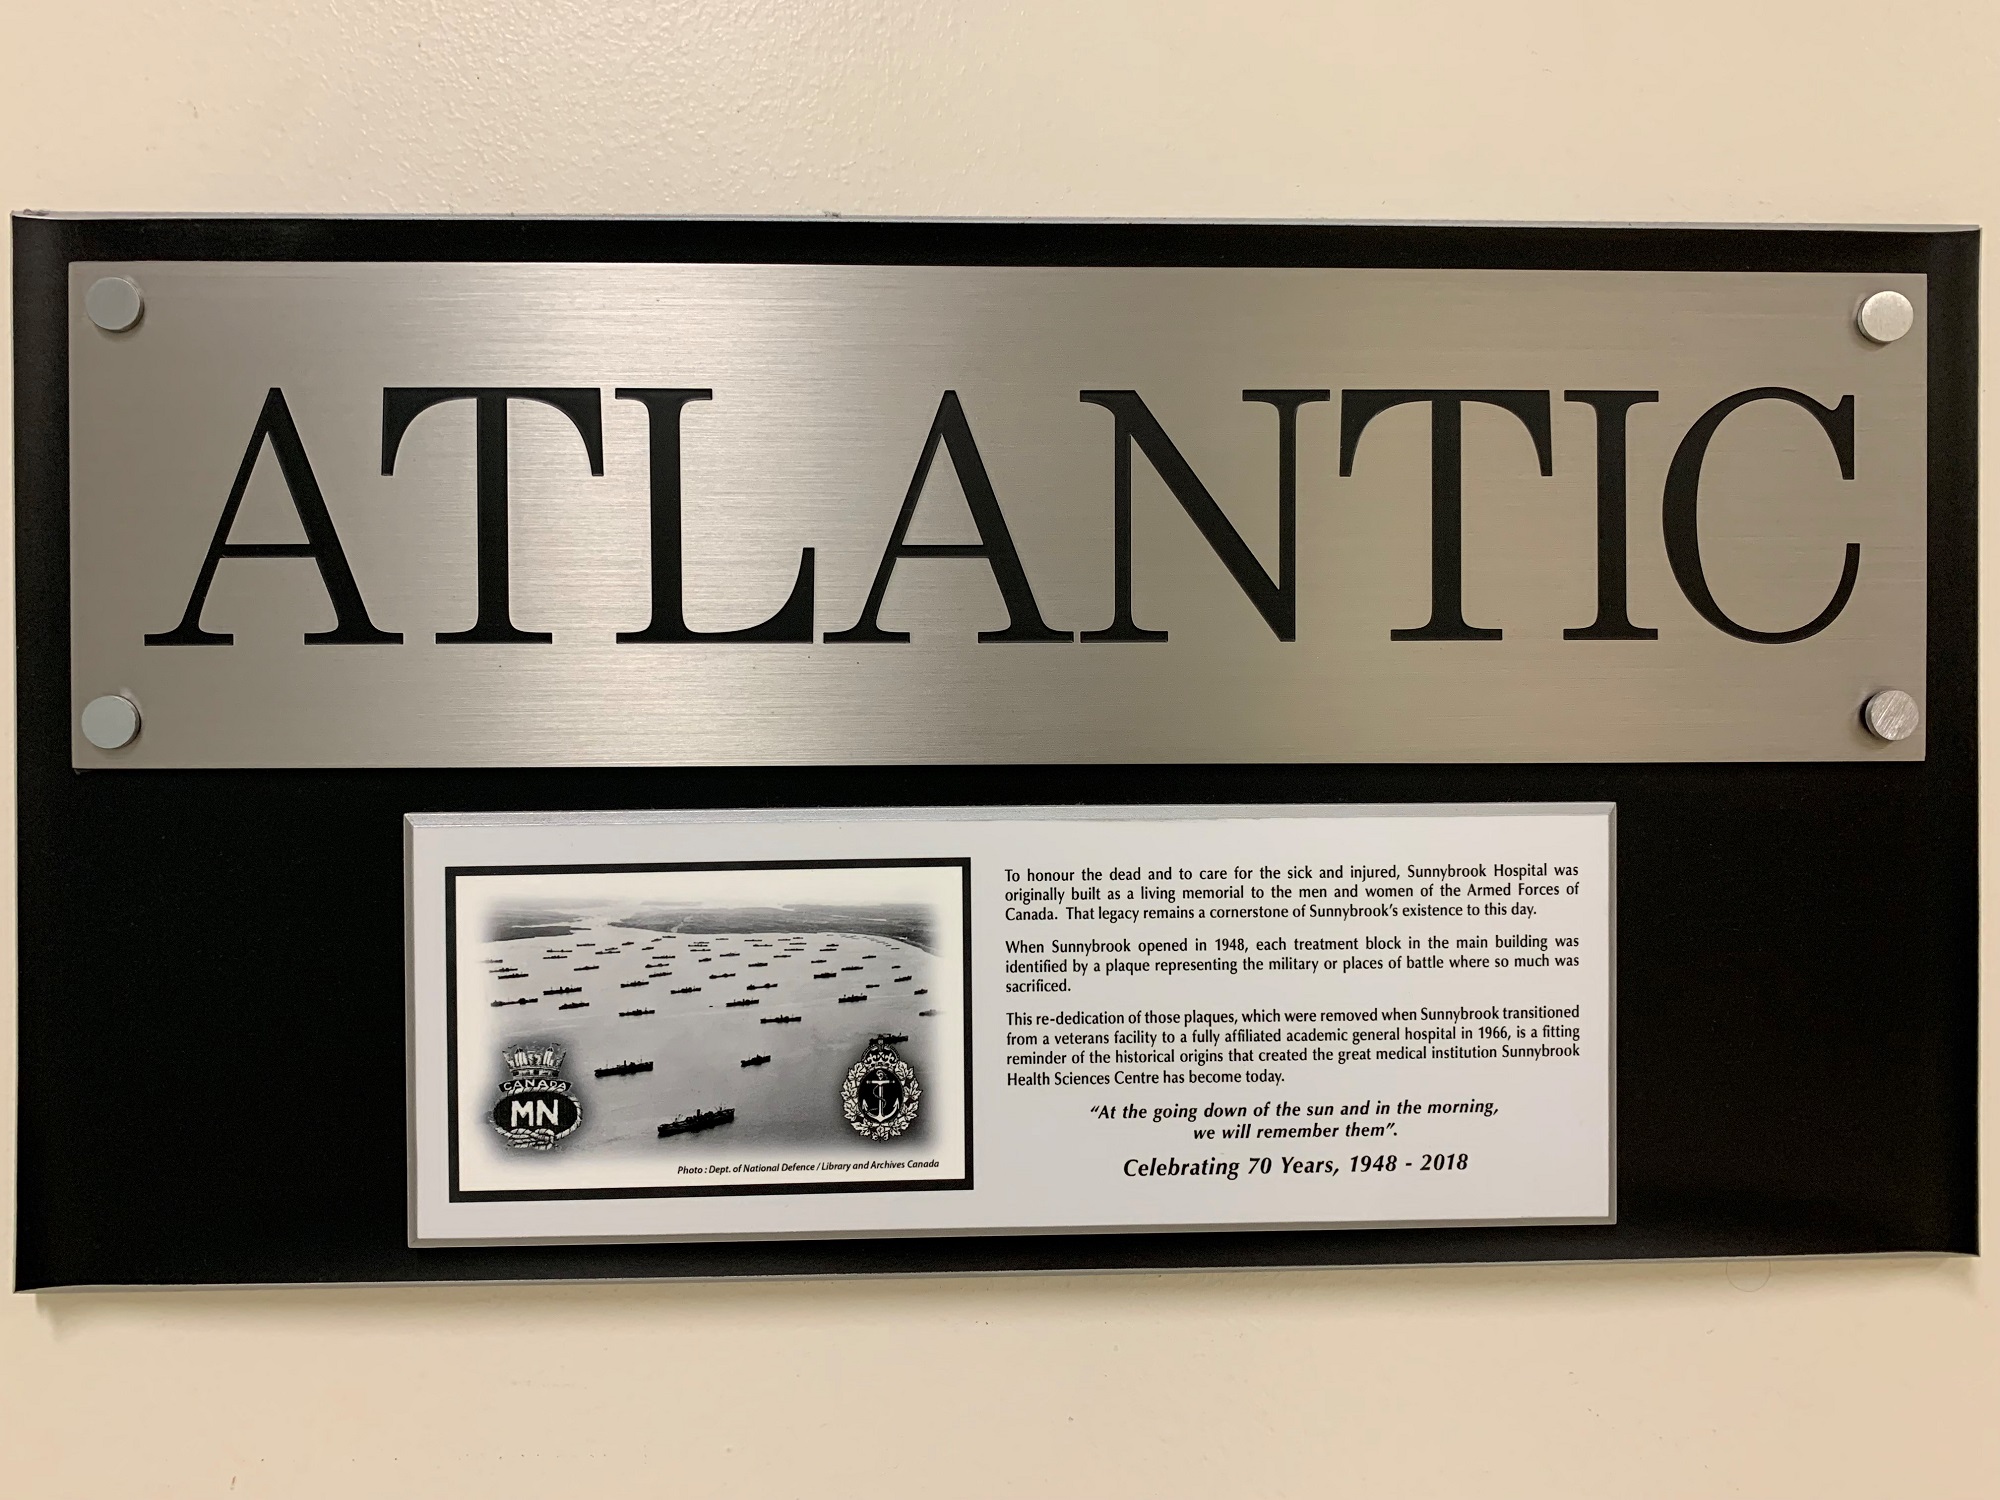 ATLANTIC
CANADA
MN
Photo : Dept. of National Defence / Library and Archives Canada
To honour the dead and to care for the sick and injured, Sunnybrook Hospital was
originally built as a living memorial to the men and women of the Armed Forces of
Canada. That legacy remains a cornerstone of Sunnybrook's existence to this day.
When Sunnybrook opened in 1948, each treatment block in the main building was
identified by a plaque representing the military or places of battle where so much was
sacrificed.
This re-dedication of those plaques, which were removed when Sunnybrook transitioned
from a veterans facility to a fully affiliated academic general hospital in 1966, is a fitting
reminder of the historical origins that created the great medical institution Sunnybrook
Health Sciences Centre has become today.
“At the going down of the sun and in the morning,
we will remember them”.
Celebrating 70 Years, 1948 - 2018